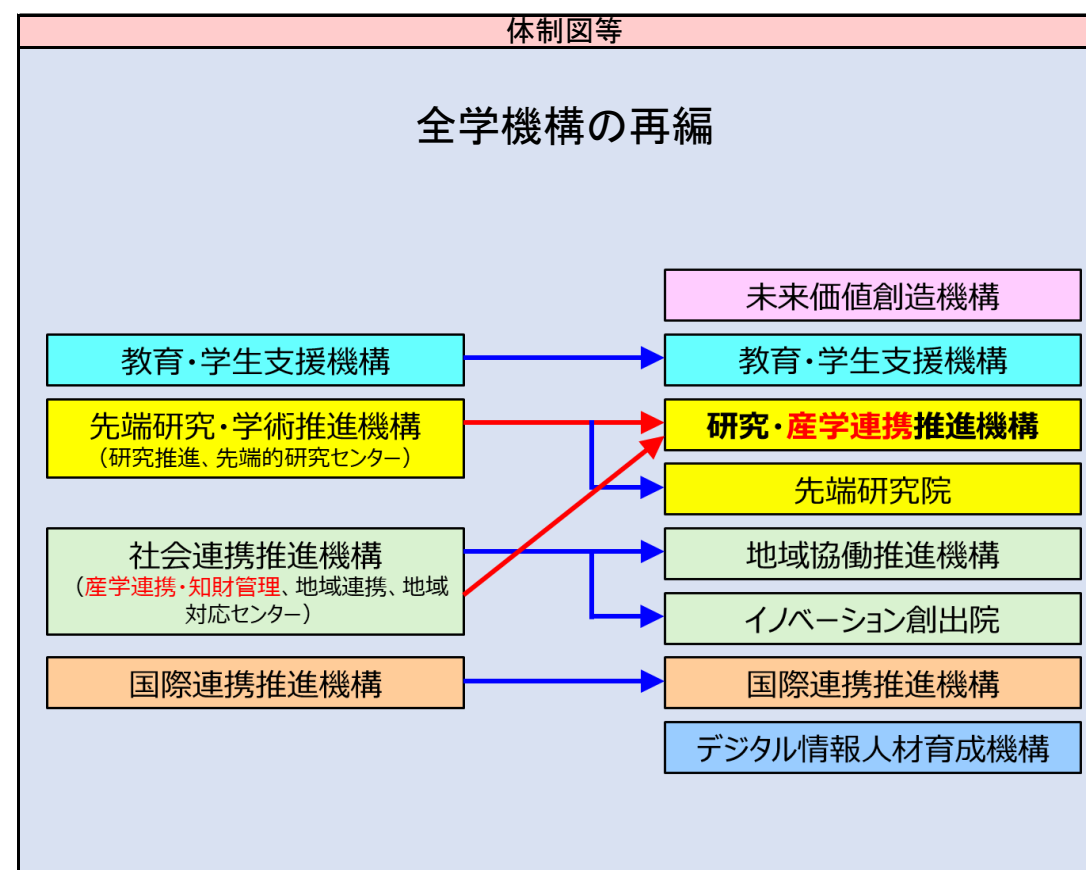 体制図等
全学機構の再編
未来価値創造機構
教育・学生支援機構
教育・学生支援機構
先端研究・学術推進機構
（研究推進、先端的研究センター）
研究・産学連携推進機構
先端研究院
社会連携推進機構
（産学連携・知財管理、地域連携、地域
対応センター）
地域協働推進機構
イノベーション創出院
国際連携推進機構
国際連携推進機構
デジタル情報人材育成機構